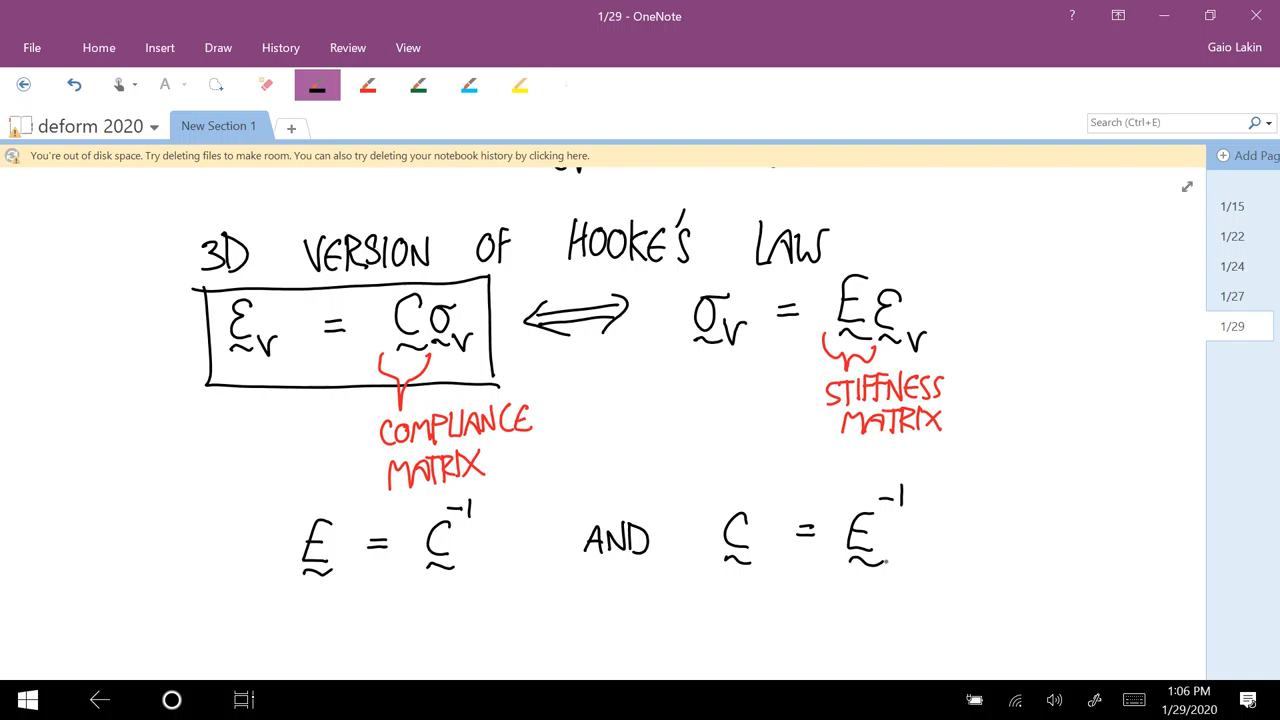 1/29 - OneNote
?
File Home Insert Draw History Review View
Gaio Lakin
A
deform 2020
New Section 1
+
Search (Ctrl+E)
You're out of disk space. Try deleting files to make room. You can also try deleting your notebook history by clicking here.
Add Pag
1/15
1/22
1/24
1/27
1/29
3D VERSION OF HOOKE'S LAW
ε_v = C σ_v ⟺ σ_v = E ε_v
COMPLIANCE
MATRIX
STIFFNESS
MATRIX
E = C⁻¹ AND C = E⁻¹
1:06 PM
1/29/2020